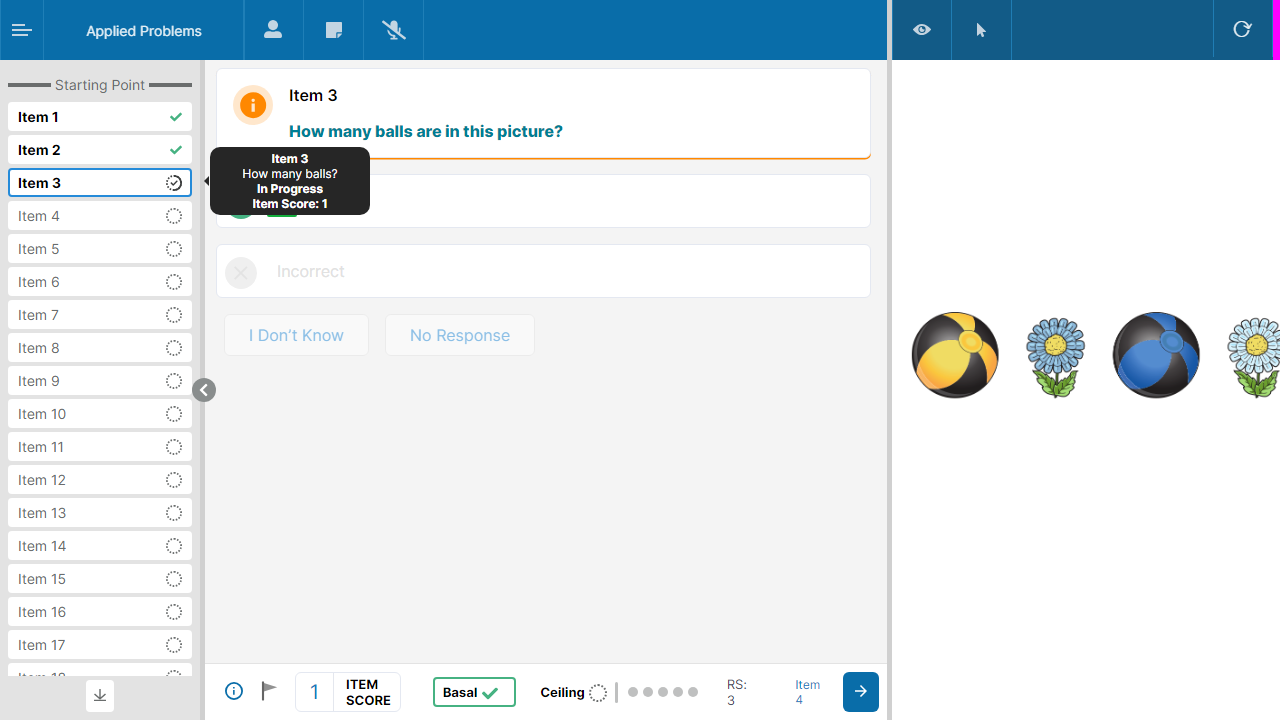 Applied Problems
Starting Point
Item 1
Item 2
Item 3
Item 4
Item 5
Item 6
Item 7
Item 8
Item 9
Item 10
Item 11
Item 12
Item 13
Item 14
Item 15
Item 16
Item 17
Item 3
How many balls are in this picture?
Item 3
How many balls?
In Progress
Item Score: 1
Incorrect
I Don't Know
No Response
1
ITEM
SCORE
Basal
Ceiling
RS:
3
Item
4